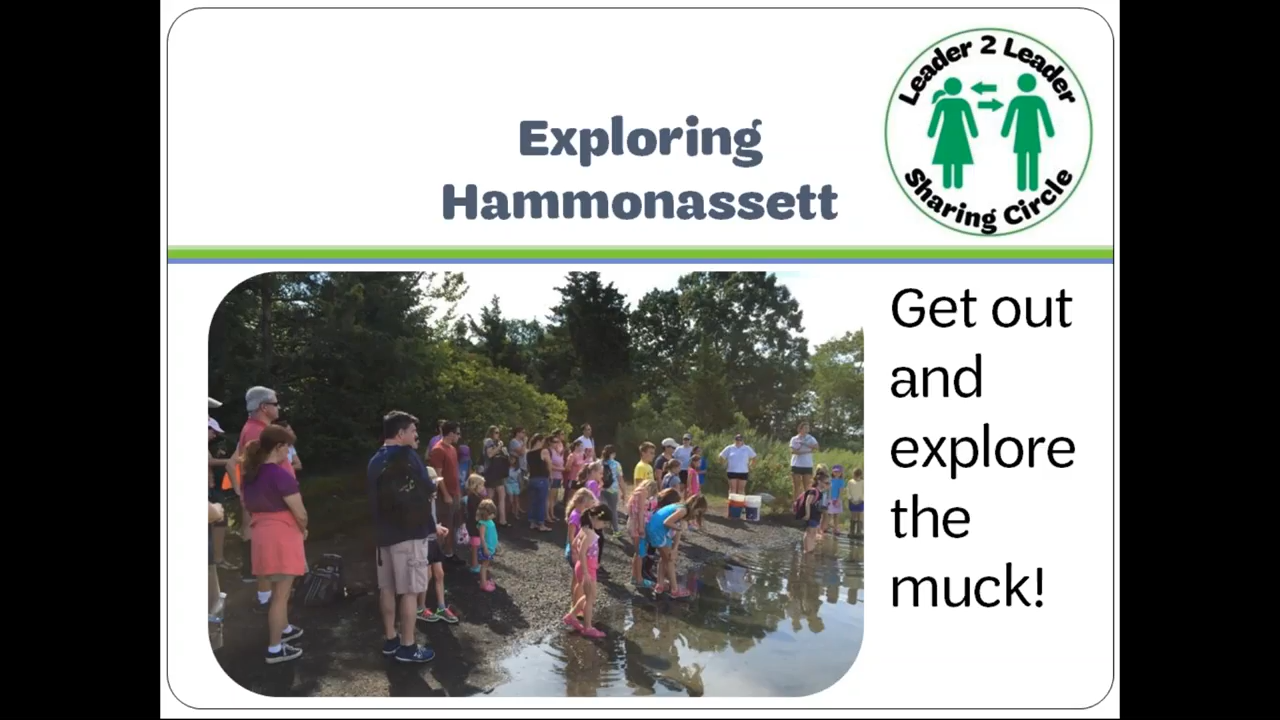 Leader 2 Leader
Sharing Circle
Exploring
Hammonassett
Get out
and
explore
the
muck!